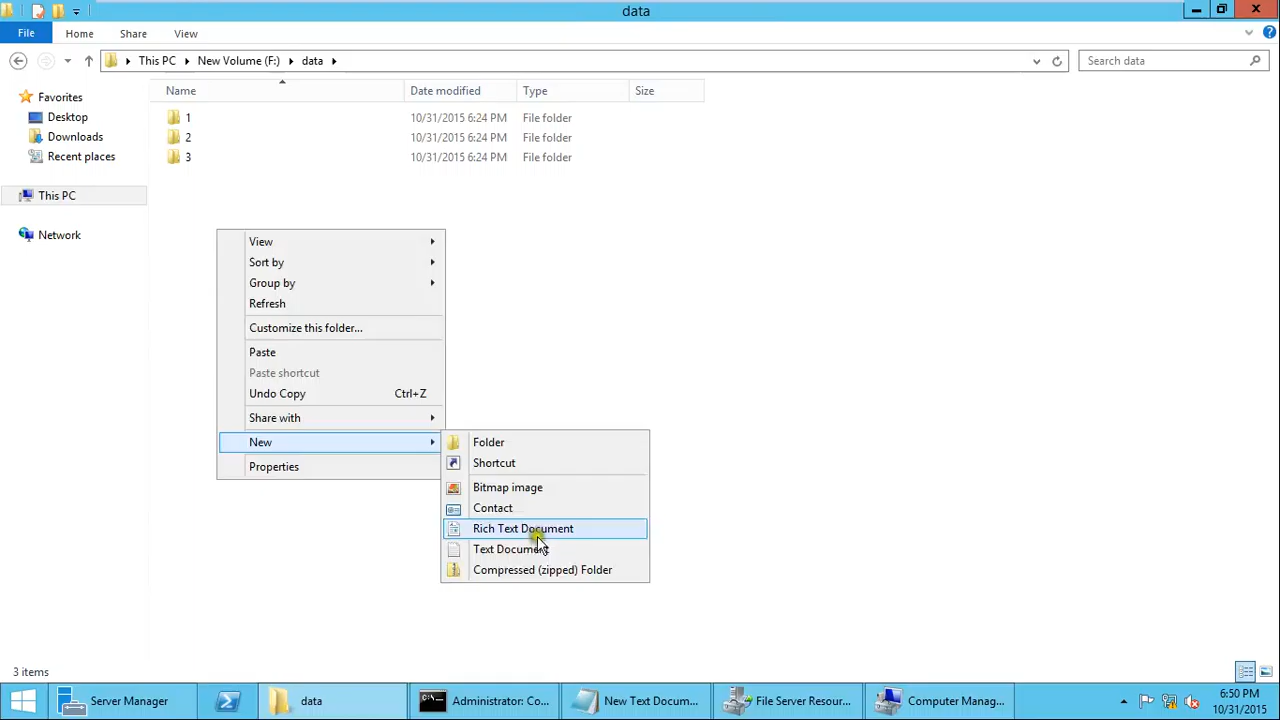 data
File
Home
Share
View
This PC
New Volume (F:)
data
Search data
Name
Date modified
Type
Size
Favorites
Desktop
Downloads
Recent places
This PC
Network
1 10/31/2015 6:24 PM File folder
2 10/31/2015 6:24 PM File folder
3 10/31/2015 6:24 PM File folder
View
Sort by
Group by
Refresh
Customize this folder...
Paste
Paste shortcut
Undo Copy Ctrl+Z
Share with
New
Properties
Folder
Shortcut
Bitmap image
Contact
Rich Text Document
Text Document
Compressed (zipped) Folder
3 items
Server Manager
data
Administrator: Co...
New Text Docum...
File Server Resour...
Computer Manag...
6:50 PM
10/31/2015